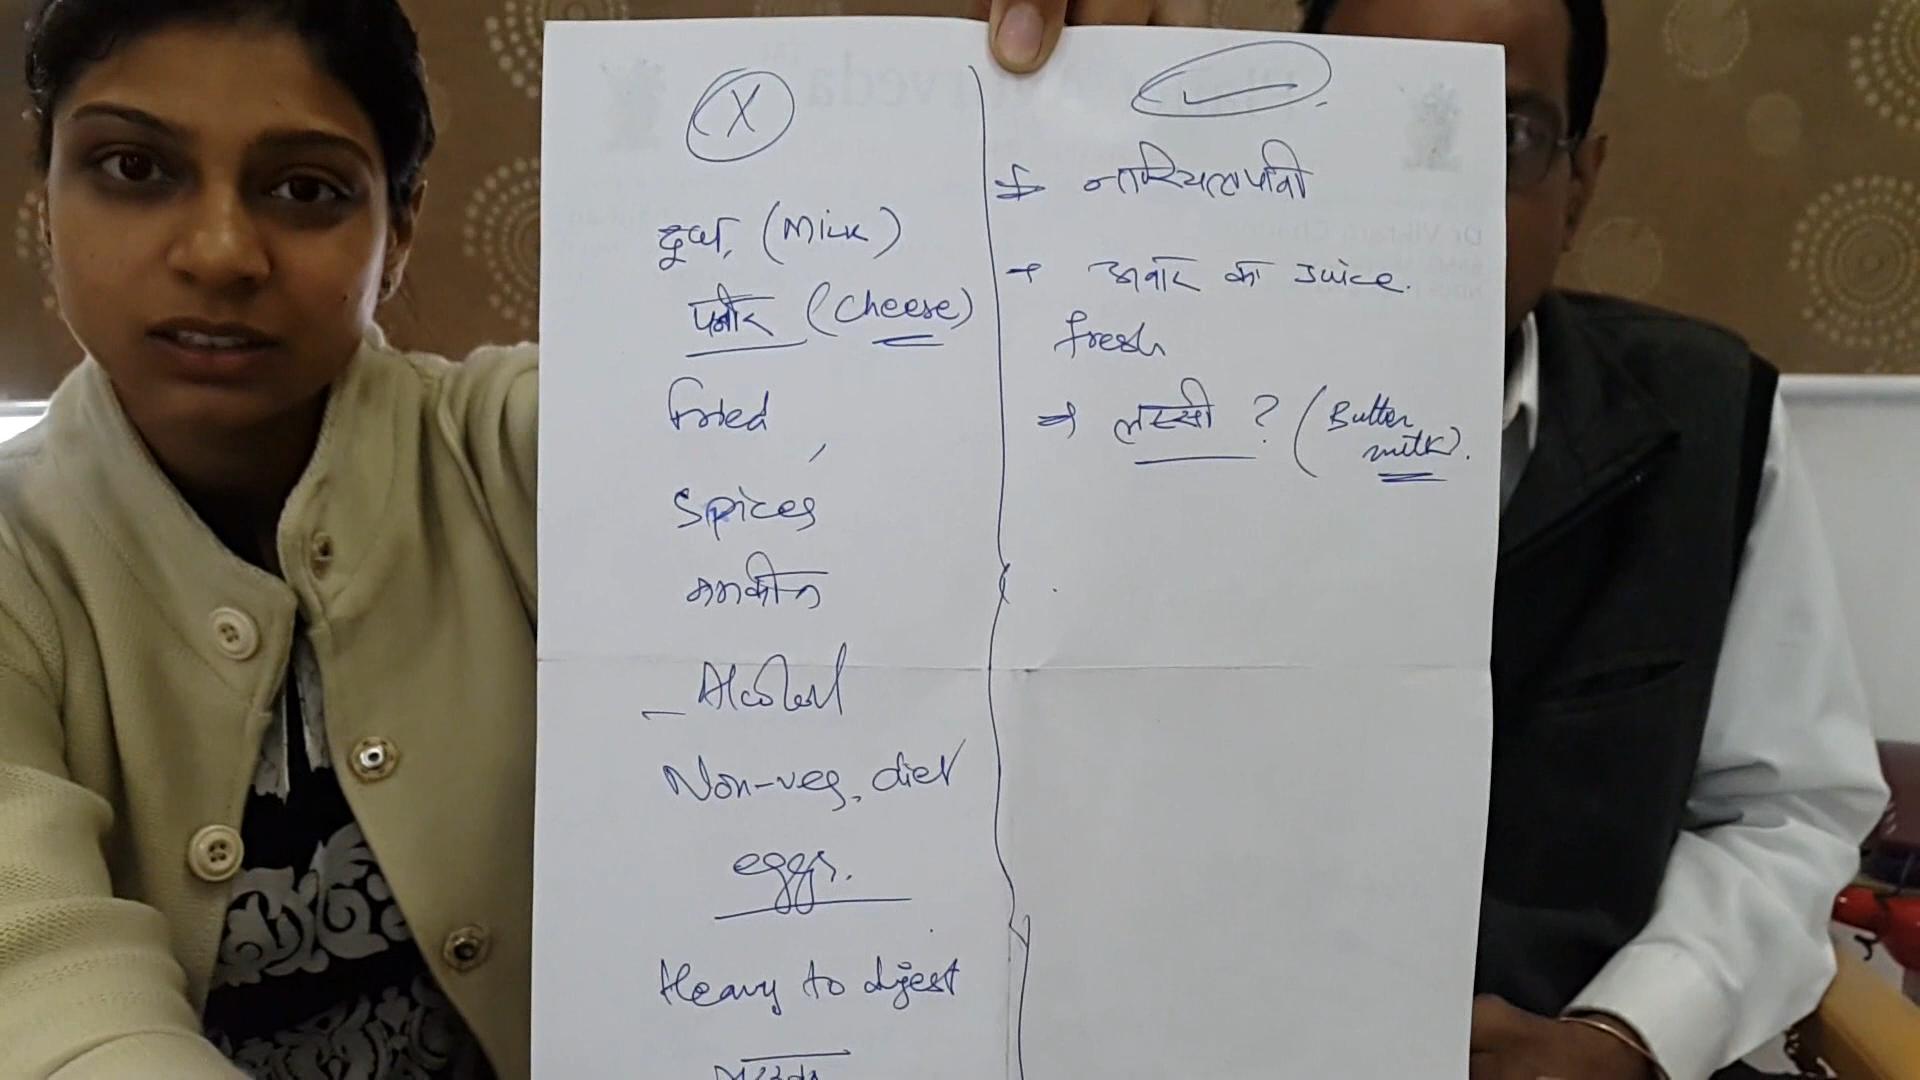 X
दूध, (Milk)
पनीर (Cheese)
Fried,
Spices
नमकीन
Alcohol
Non-veg. diet
eggs.
Heavy to digest
✓
→ नारियल पानी
→ अनार का Juice.
fresh
→ लस्सी ? (Butter
milk).